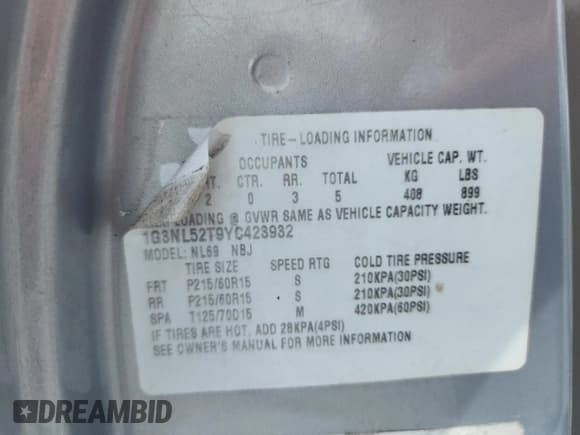 TIRE-LOADING INFORMATION
OCCUPANTS VEHICLE CAP. WT.
CTR. RR. TOTAL KG LBS
2 0 3 5 408 899
LOADING @ GVWR SAME AS VEHICLE CAPACITY WEIGHT.
1G3NL52T9YC423932
MODEL: NL69 NBJ
TIRE SIZE SPEED RTG COLD TIRE PRESSURE
FRT P215/60R15 S 210KPA(30PSI)
RR P215/60R15 S 210KPA(30PSI)
SPA T125/70D15 M 420KPA(60PSI)
IF TIRES ARE HOT, ADD 28KPA(4PSI)
SEE OWNER'S MANUAL FOR MORE INFORMATION
DREAMBID